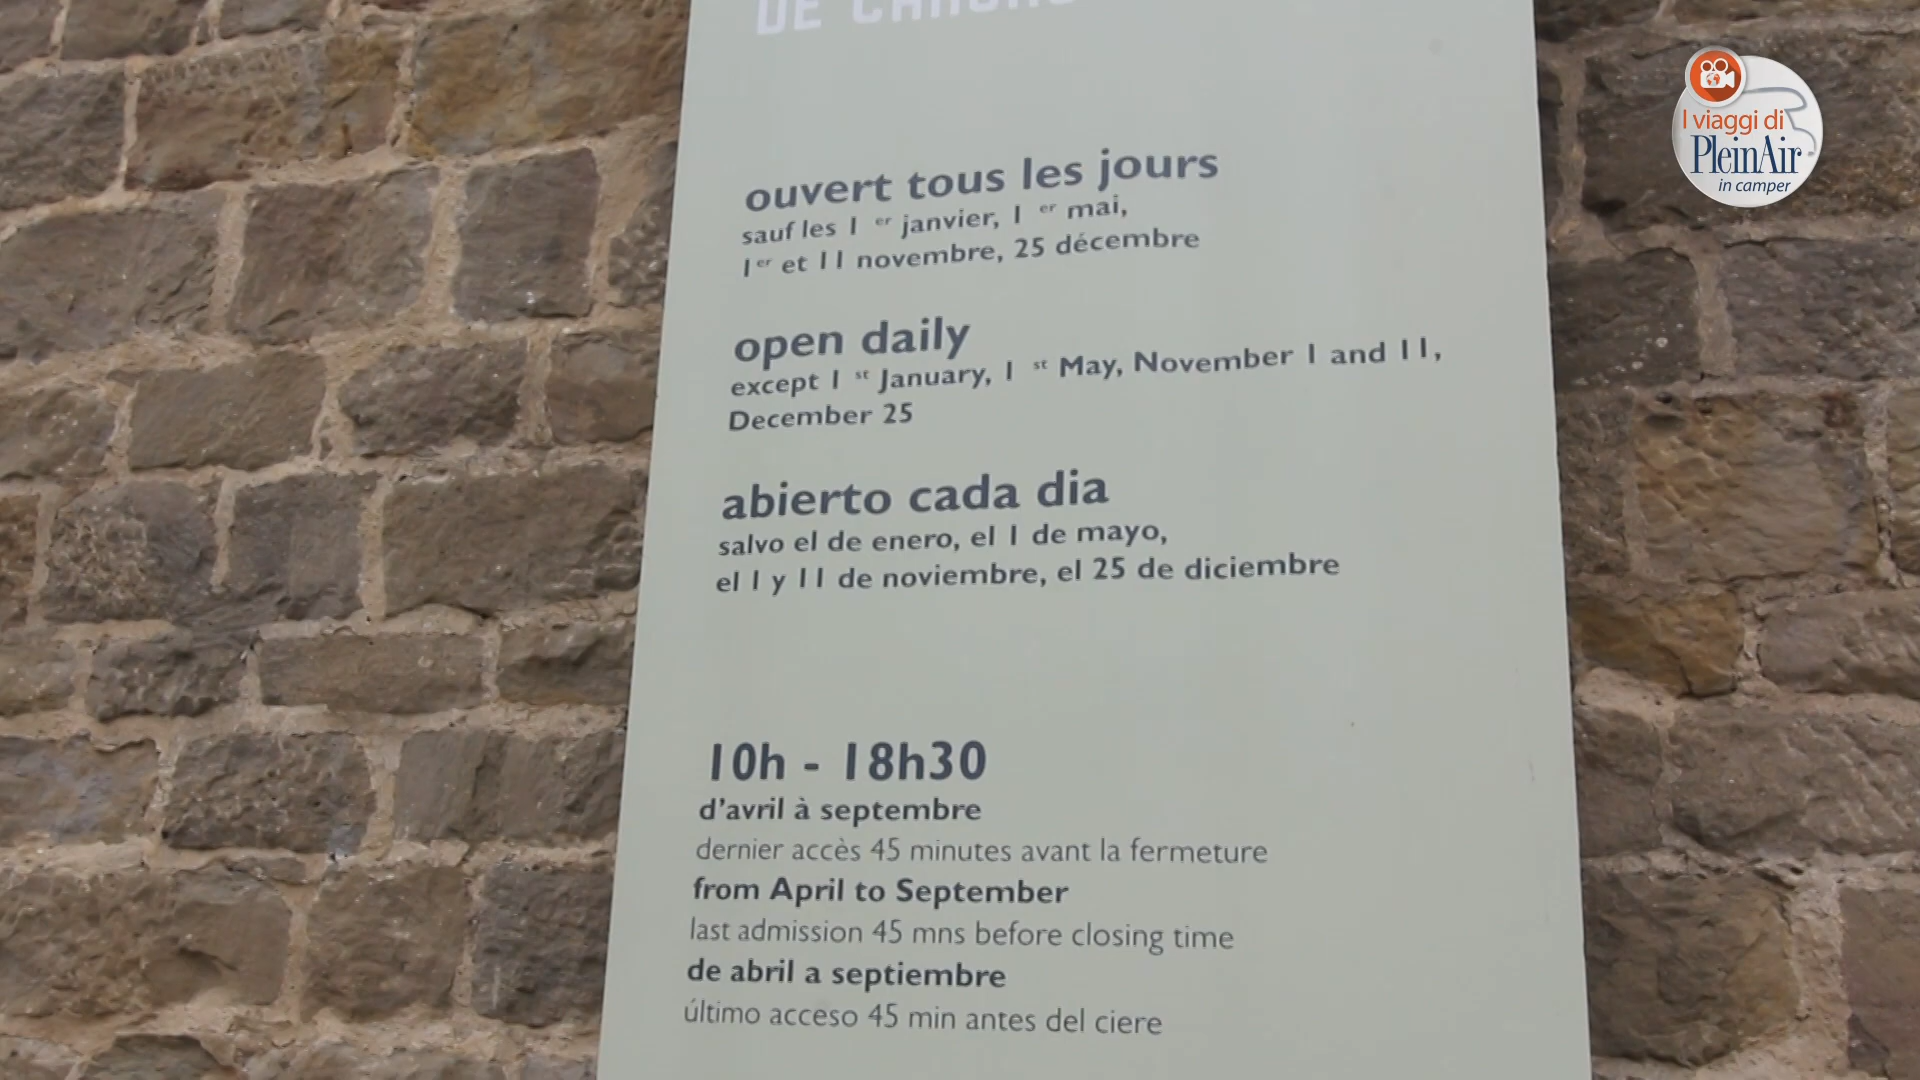 DE
I viaggi di
PleinAir
in camper
ouvert tous les jours
sauf les 1 er janvier, 1 er mai,
1er et 11 novembre, 25 décembre
open daily
except 1 st January, 1 st May, November 1 and 11,
December 25
abierto cada dia
salvo el de enero, el 1 de mayo,
el 1 y 11 de noviembre, el 25 de diciembre
10h - 18h30
d'avril à septembre
dernier accès 45 minutes avant la fermeture
from April to September
last admission 45 mns before closing time
de abril a septiembre
último acceso 45 min antes del ciere